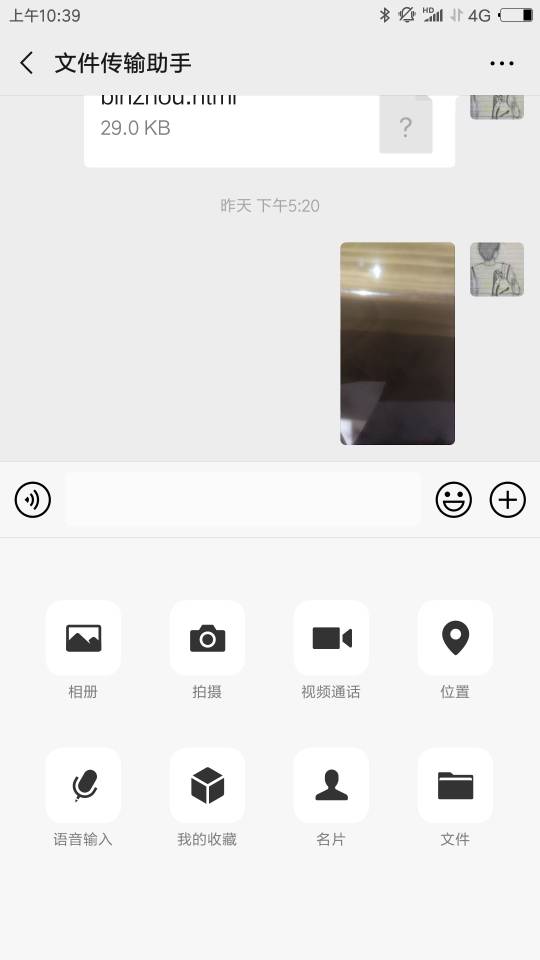 上午10:39
HD
4G
文件传输助手
binzhou.html
29.0 KB
?
昨天 下午5:20
相册
拍摄
视频通话
位置
语音输入
我的收藏
名片
文件